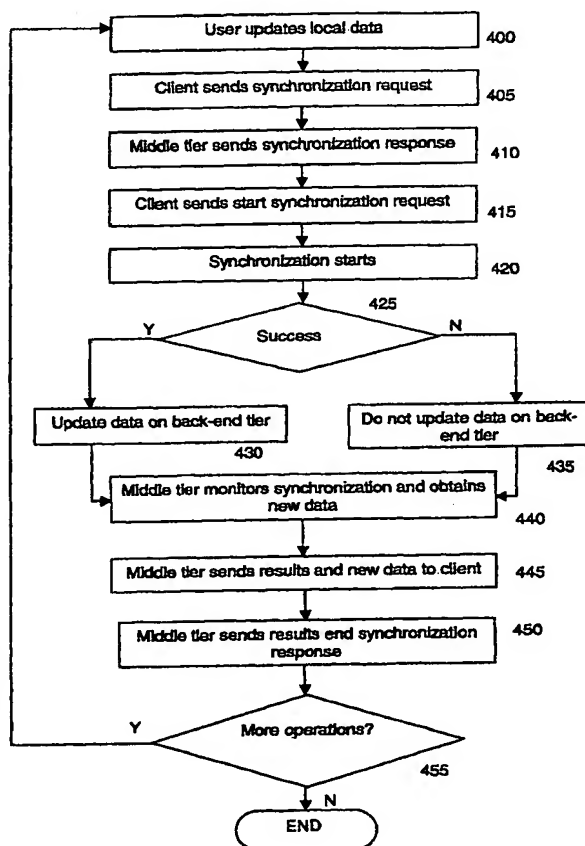 User updates local data
400
Client sends synchronization request
405
Middle tier sends synchronization response
410
Client sends start synchronization request
415
Synchronization starts
420
425
Y
Success
N
Update data on back-end tier
430
Do not update data on back-
end tier
435
Middle tier monitors synchronization and obtains
new data
440
Middle tier sends results and new data to client
445
Middle tier sends results end synchronization
response
450
Y
More operations?
455
N
END